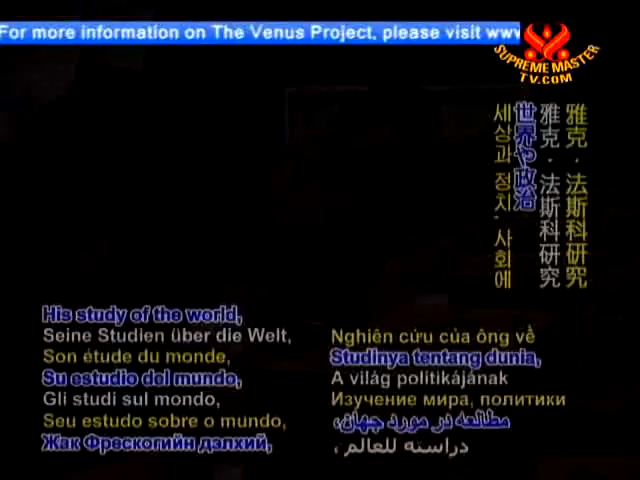 For more information on The Venus Project, please visit www
SUPREME MASTER
TV.COM
雅克．法斯科研究
雅克．法斯科研究
世界や政治
세상과 정치, 사회에
His study of the world,
Seine Studien über die Welt,
Son étude du monde,
Su estudio del mundo,
Gli studi sul mondo,
Seu estudo sobre o mundo,
Жак Фрескогийн дэлхий,
Nghiên cứu của ông về
Studinya tentang dunia,
A világ politikájának
Изучение мира, политики
مطالعه در مورد جهان،
دراسته للعالم ،